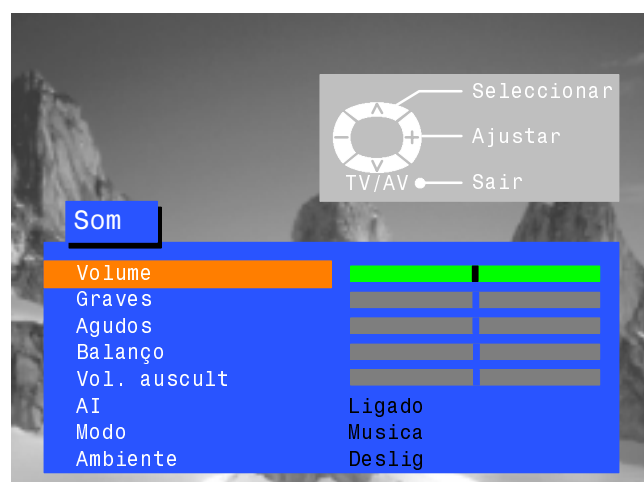 Seleccionar
Ajustar
TV/AV Sair
Som
Volume
Graves
Agudos
Balanço
Vol. auscult
AI Ligado
Modo Musica
Ambiente Deslig